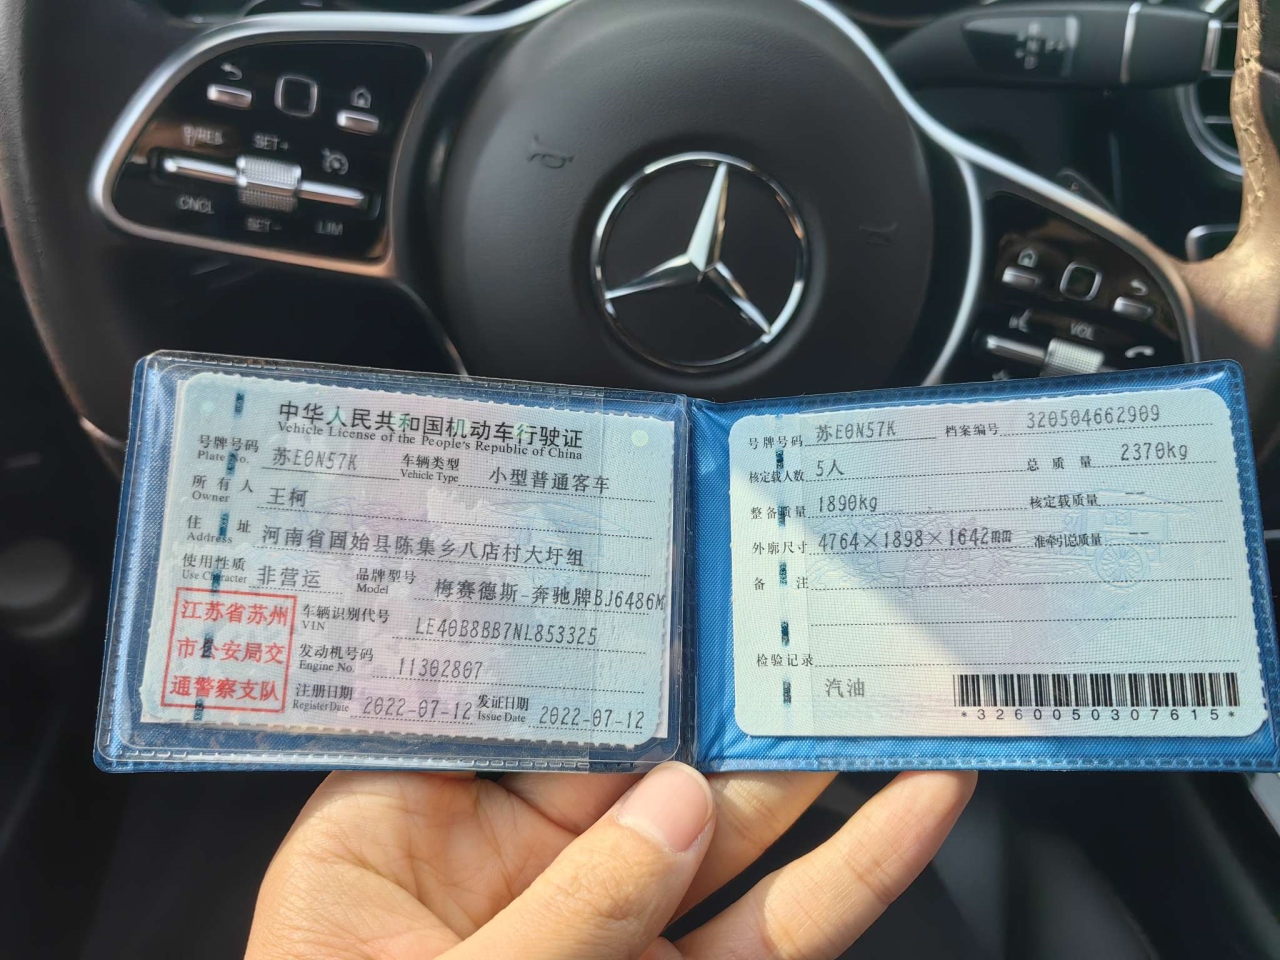 RES
SET+
CNCL
SET-
LIM
VOL
中华人民共和国机动车行驶证
Vehicle License of the People's Republic of China
号牌号码 苏E0N57K 车辆类型 小型普通客车
Plate No. Vehicle Type
所有人 王柯
Owner
住址 河南省固始县陈集乡八店村大圩组
Address
使用性质 非营运 品牌型号 梅赛德斯-奔驰牌BJ6486M
Use Character Model
江苏省苏州
市公安局交
通警察支队
车辆识别代号 LE40B8BB7NL853325
VIN
发动机号码 11302807
Engine No.
注册日期 2022-07-12 发证日期 2022-07-12
Register Date Issue Date
号牌号码 苏E0N57K 档案编号 320504662909
核定载人数 5人 总质量 2370kg
整备质量 1890kg 核定载质量 --
外廓尺寸 4764×1898×1642mm 准牵引总质量 --
备注
检验记录
汽油
*3260050307615*